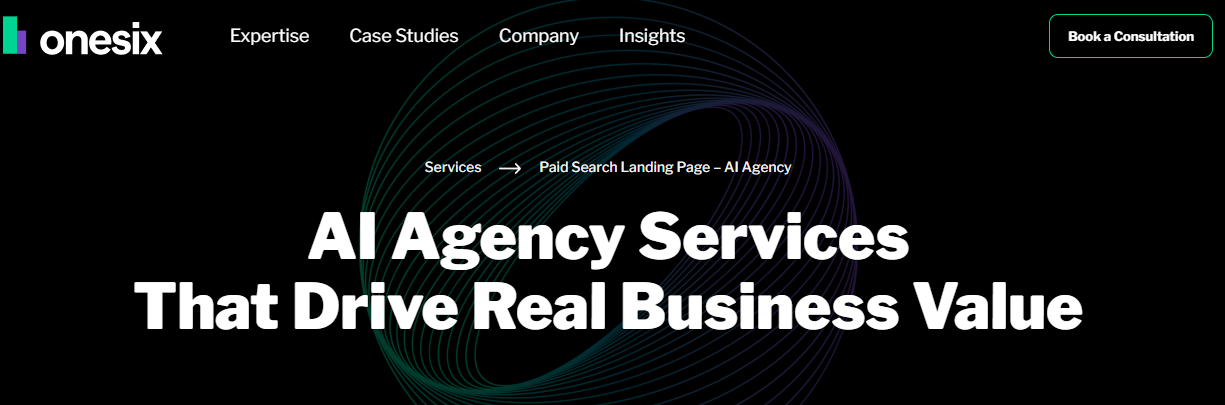 onesix Expertise Case Studies Company Insights Book a Consultation
Services → Paid Search Landing Page – AI Agency
AI Agency Services
That Drive Real Business Value